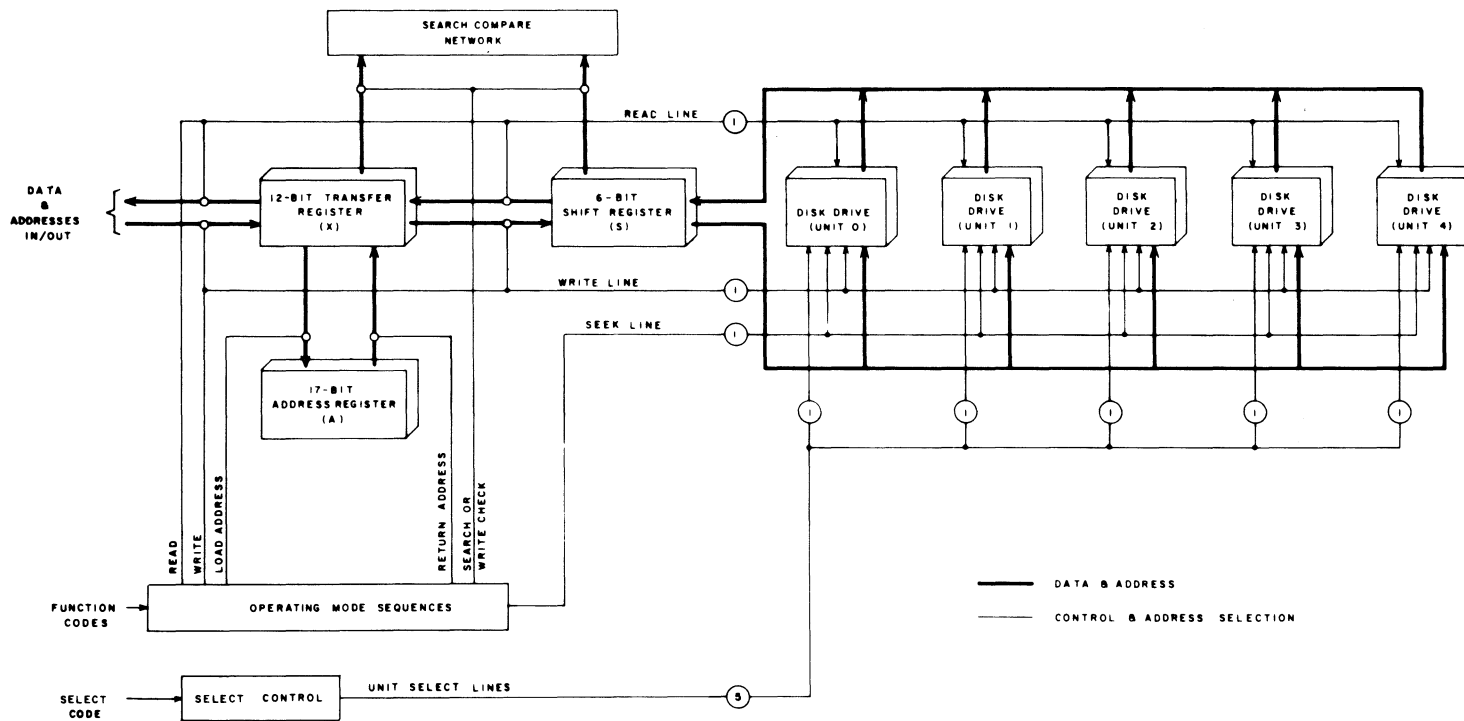 SEARCH COMPARE
NETWORK
READ LINE
1
DATA
&
ADDRESSES
IN/OUT
12-BIT TRANSFER
REGISTER
(X)
6-BIT
SHIFT REGISTER
(S)
DISK DRIVE
(UNIT 0)
DISK
DRIVE
(UNIT 1)
DISK
DRIVE
(UNIT 2)
DISK
DRIVE
(UNIT 3)
DISK
DRIVE
(UNIT 4)
WRITE LINE
1
SEEK LINE
1
17-BIT
ADDRESS REGISTER
(A)
1
1
1
1
1
READ
WRITE
LOAD ADDRESS
RETURN ADDRESS
SEARCH OR
WRITE CHECK
FUNCTION
CODES
OPERATING MODE SEQUENCES
DATA & ADDRESS
CONTROL & ADDRESS SELECTION
SELECT
CODE
SELECT CONTROL
UNIT SELECT LINES
5